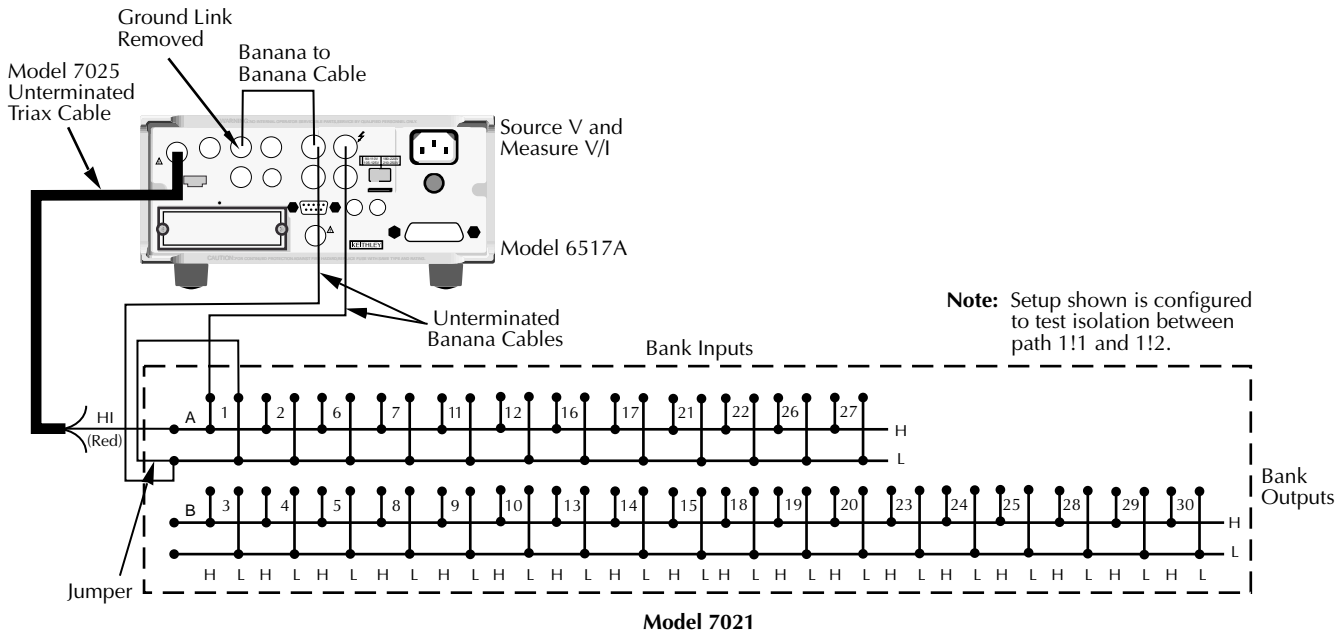 Ground Link
Removed
Banana to
Banana Cable
Model 7025
Unterminated
Triax Cable
Source V and
Measure V/I
KEITHLEY
Model 6517A
Unterminated
Banana Cables
Note: Setup shown is configured
to test isolation between
path 1!1 and 1!2.
Bank Inputs
HI
(Red)
A 1 2 6 7 11 12 16 17 21 22 26 27 H
L
B 3 4 5 8 9 10 13 14 15 18 19 20 23 24 25 28 29 30 H
L
Bank
Outputs
H L H L H L H L H L H L H L H L H L H L H L H L H L H L H L H L H L H L
Jumper
Model 7021